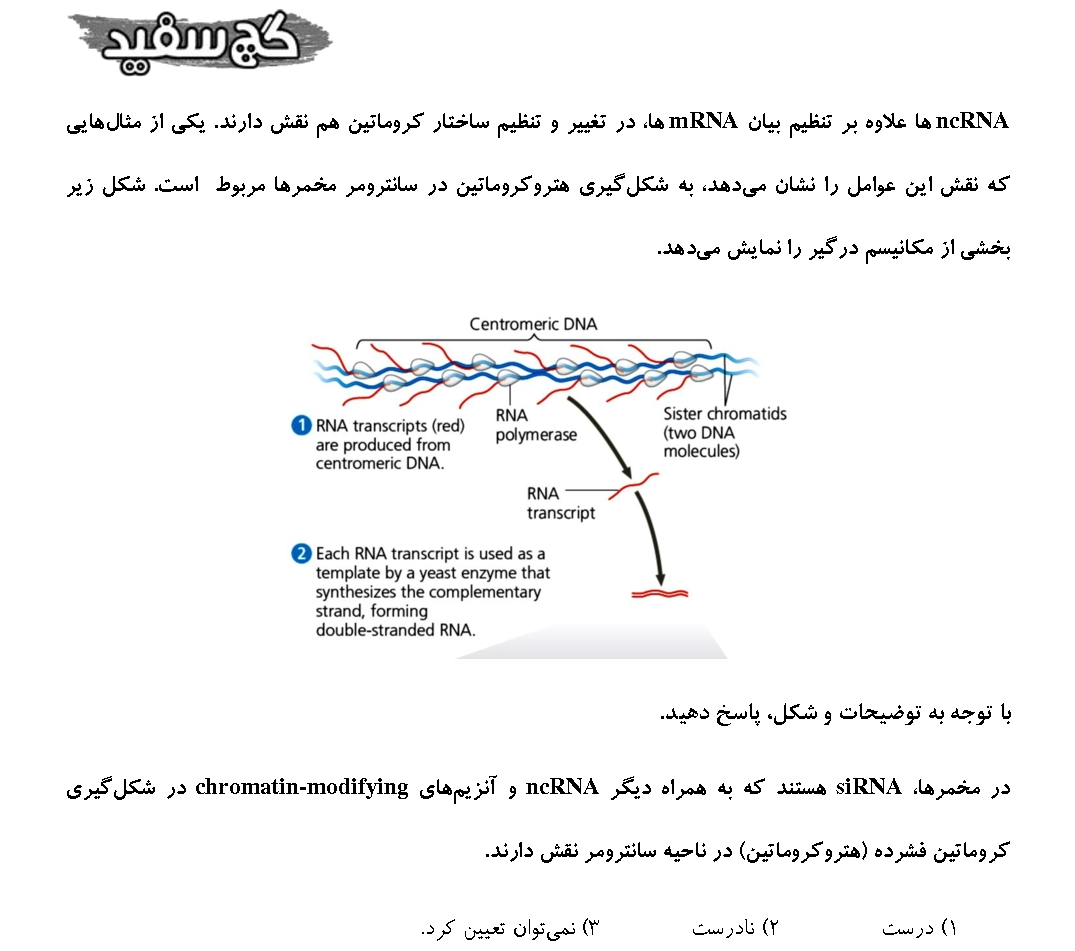 گچ سفید
ncRNA ها علاوه بر تنظیم بیان mRNA ها، در تغییر و تنظیم ساختار کروماتین هم نقش دارند. یکی از مثال‌هایی
که نقش این عوامل را نشان می‌دهد، به شکل‌گیری هتروکروماتین در سانترومر مخمرها مربوط است. شکل زیر
بخشی از مکانیسم درگیر را نمایش می‌دهد.
Centromeric DNA
1 RNA transcripts (red)
are produced from
centromeric DNA.
RNA
polymerase
Sister chromatids
(two DNA
molecules)
RNA
transcript
2 Each RNA transcript is used as a
template by a yeast enzyme that
synthesizes the complementary
strand, forming
double-stranded RNA.
با توجه به توضیحات و شکل، پاسخ دهید.
در مخمرها، siRNA هستند که به همراه دیگر ncRNA و آنزیم‌های chromatin-modifying در شکل‌گیری
کروماتین فشرده (هتروکروماتین) در ناحیه سانترومر نقش دارند.
۱) درست ۲) نادرست ۳) نمی‌توان تعیین کرد.